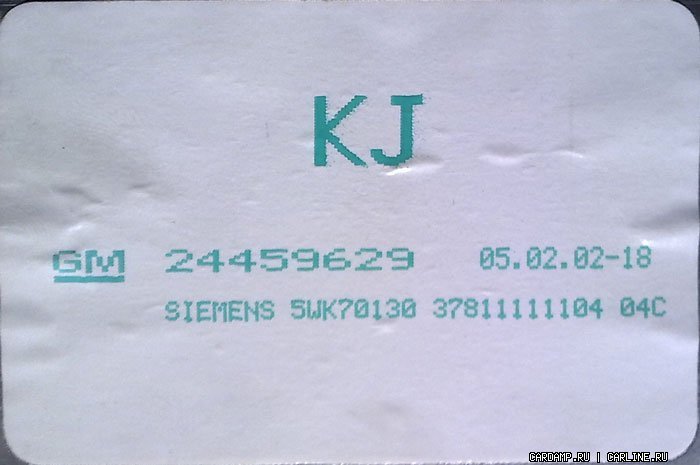 KJ
GM 24459629 05.02.02-18
SIEMENS 5WK70130 37811111104 04C
CARDAMP.RU | CARLINE.RU